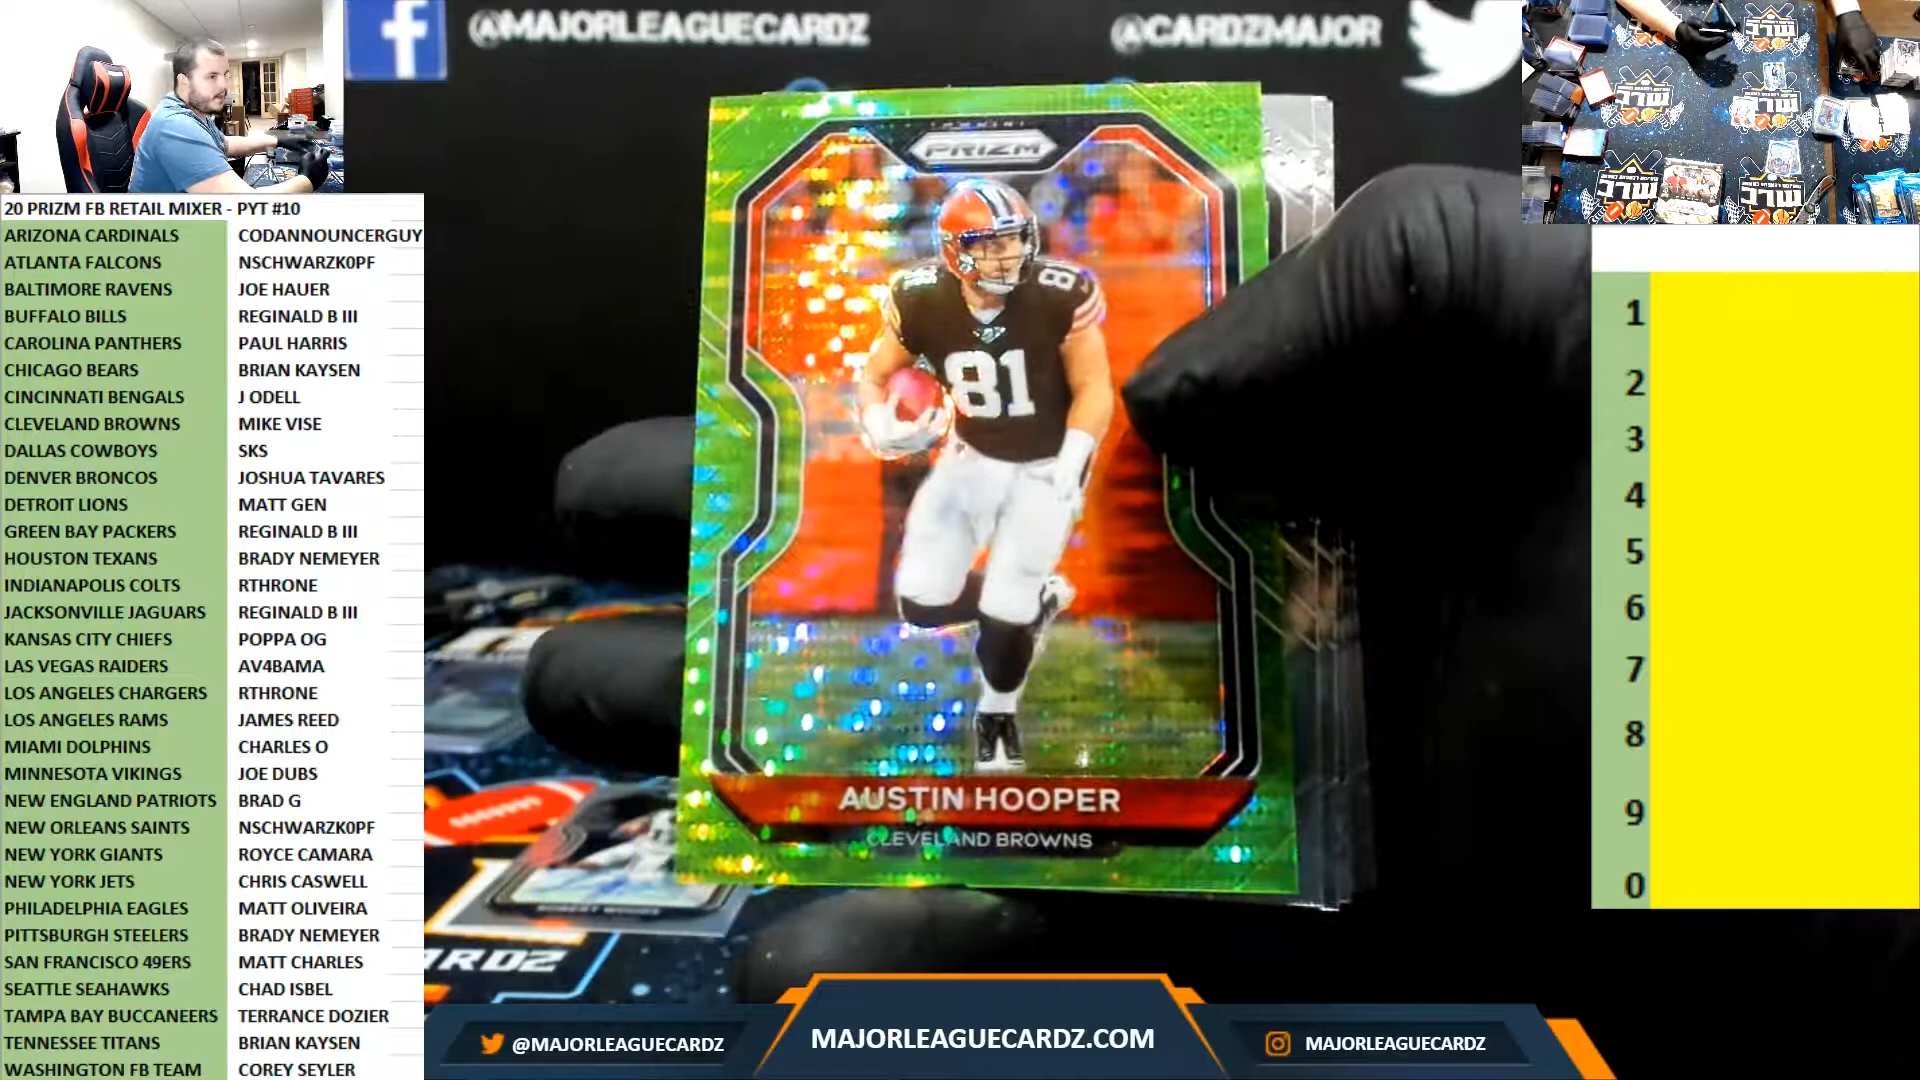 @MAJORLEAGUECARDZ
@CARDZMAJOR
20 PRIZM FB RETAIL MIXER - PYT #10
ARIZONA CARDINALS CODANNOUNCERGUY
ATLANTA FALCONS NSCHWARZK0PF
BALTIMORE RAVENS JOE HAUER
BUFFALO BILLS REGINALD B III
CAROLINA PANTHERS PAUL HARRIS
CHICAGO BEARS BRIAN KAYSEN
CINCINNATI BENGALS J ODELL
CLEVELAND BROWNS MIKE VISE
DALLAS COWBOYS SKS
DENVER BRONCOS JOSHUA TAVARES
DETROIT LIONS MATT GEN
GREEN BAY PACKERS REGINALD B III
HOUSTON TEXANS BRADY NEMEYER
INDIANAPOLIS COLTS RTHRONE
JACKSONVILLE JAGUARS REGINALD B III
KANSAS CITY CHIEFS POPPA OG
LAS VEGAS RAIDERS AV4BAMA
LOS ANGELES CHARGERS RTHRONE
LOS ANGELES RAMS JAMES REED
MIAMI DOLPHINS CHARLES O
MINNESOTA VIKINGS JOE DUBS
NEW ENGLAND PATRIOTS BRAD G
NEW ORLEANS SAINTS NSCHWARZK0PF
NEW YORK GIANTS ROYCE CAMARA
NEW YORK JETS CHRIS CASWELL
PHILADELPHIA EAGLES MATT OLIVEIRA
PITTSBURGH STEELERS BRADY NEMEYER
SAN FRANCISCO 49ERS MATT CHARLES
SEATTLE SEAHAWKS CHAD ISBEL
TAMPA BAY BUCCANEERS TERRANCE DOZIER
TENNESSEE TITANS BRIAN KAYSEN
WASHINGTON FB TEAM COREY SEYLER
PANINI
PRIZM
81
81
AUSTIN HOOPER
CLEVELAND BROWNS
ROBERT WOODS
ARDZ
1
2
3
4
5
6
7
8
9
0
@MAJORLEAGUECARDZ
MAJORLEAGUECARDZ.COM
MAJORLEAGUECARDZ